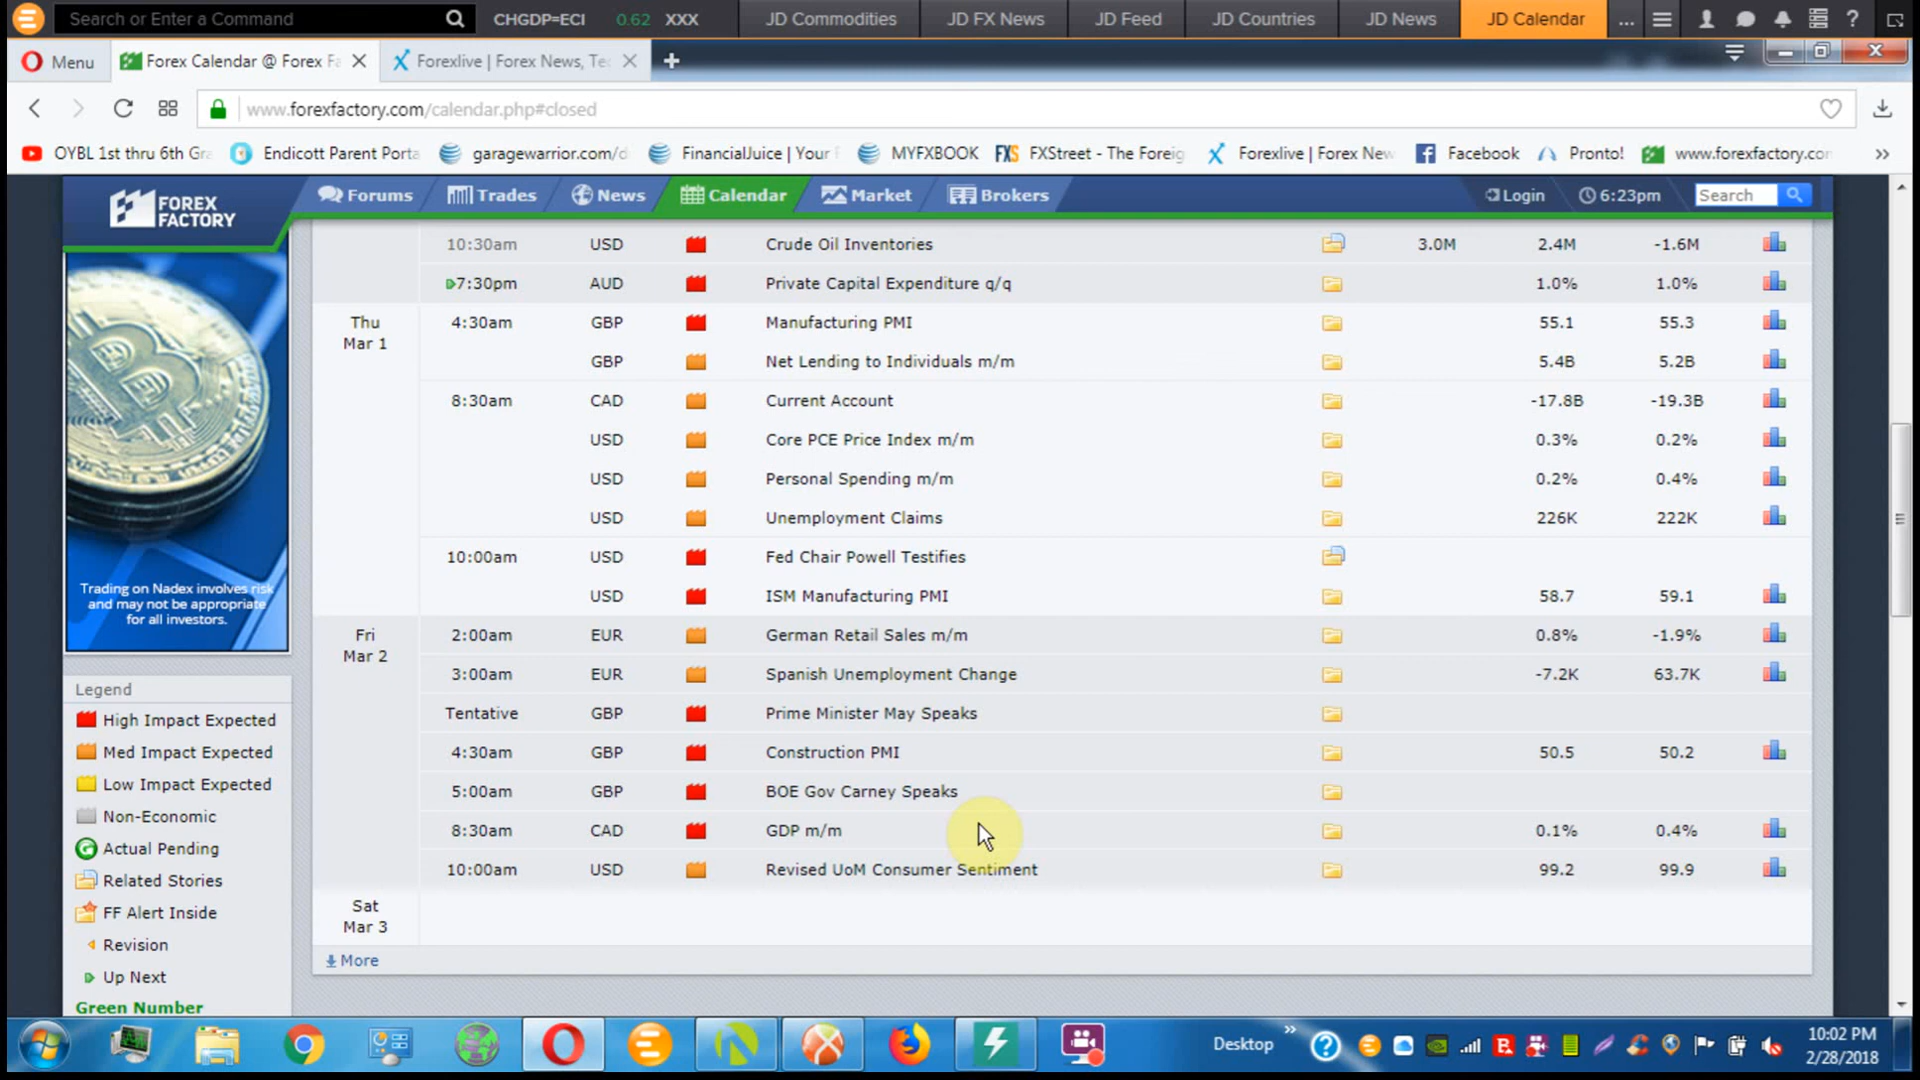 Search or Enter a Command CHGDP=ECI 0.62 XXX JD Commodities JD FX News JD Feed JD Countries JD News JD Calendar ... ?
Menu Forex Calendar @ Forex Fa Forexlive | Forex News, Te
www.forexfactory.com/calendar.php#closed
OYBL 1st thru 6th Gra Endicott Parent Porta garagewarrior.com/ FinancialJuice | Your MYFXBOOK FXS FXStreet - The Foreig Forexlive | Forex New Facebook Pronto! www.forexfactory.com »
FOREX FACTORY Forums Trades News Calendar Market Brokers Login 6:23pm Search
10:30am USD Crude Oil Inventories 3.0M 2.4M -1.6M
7:30pm AUD Private Capital Expenditure q/q 1.0% 1.0%
Thu Mar 1 4:30am GBP Manufacturing PMI 55.1 55.3
GBP Net Lending to Individuals m/m 5.4B 5.2B
8:30am CAD Current Account -17.8B -19.3B
USD Core PCE Price Index m/m 0.3% 0.2%
USD Personal Spending m/m 0.2% 0.4%
USD Unemployment Claims 226K 222K
10:00am USD Fed Chair Powell Testifies
USD ISM Manufacturing PMI 58.7 59.1
Fri Mar 2 2:00am EUR German Retail Sales m/m 0.8% -1.9%
3:00am EUR Spanish Unemployment Change -7.2K 63.7K
Tentative GBP Prime Minister May Speaks
4:30am GBP Construction PMI 50.5 50.2
5:00am GBP BOE Gov Carney Speaks
8:30am CAD GDP m/m 0.1% 0.4%
10:00am USD Revised UoM Consumer Sentiment 99.2 99.9
Sat Mar 3
More
Trading on Nadex involves risk
and may not be appropriate
for all investors.
Legend
High Impact Expected
Med Impact Expected
Low Impact Expected
Non-Economic
Actual Pending
Related Stories
FF Alert Inside
Revision
Up Next
Green Number
Desktop » 10:02 PM
2/28/2018